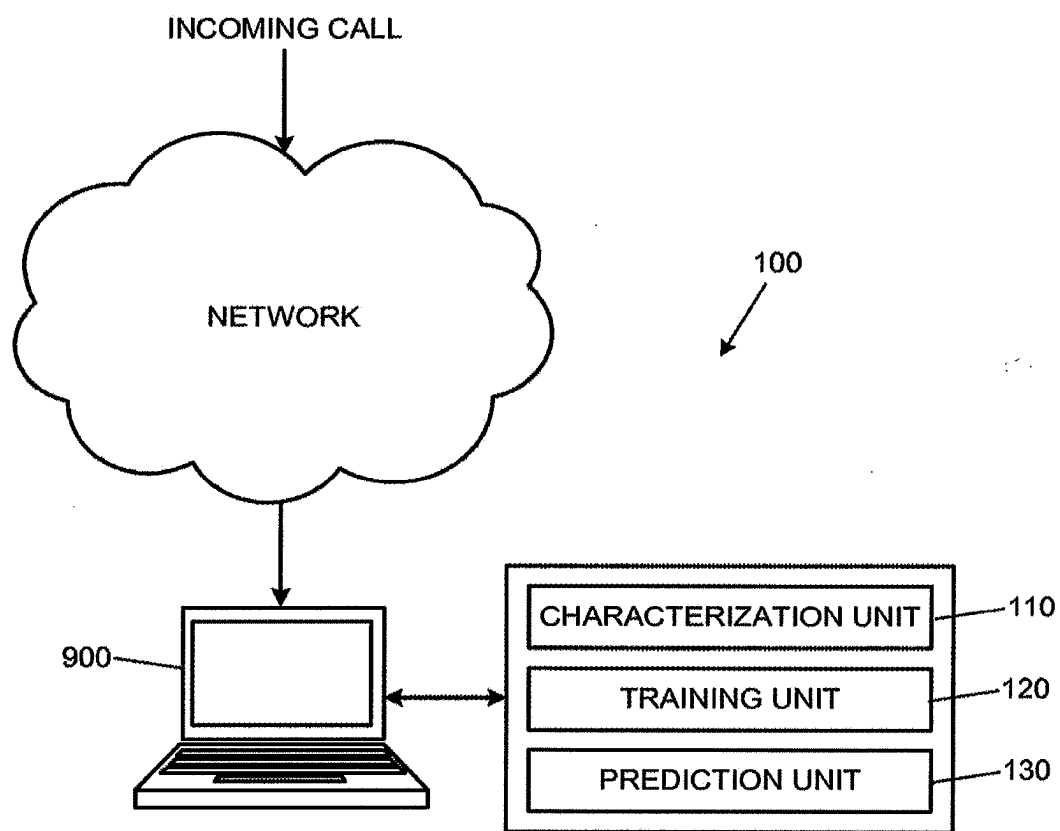 INCOMING CALL
NETWORK
100
900
CHARACTERIZATION UNIT
110
TRAINING UNIT
120
PREDICTION UNIT
130